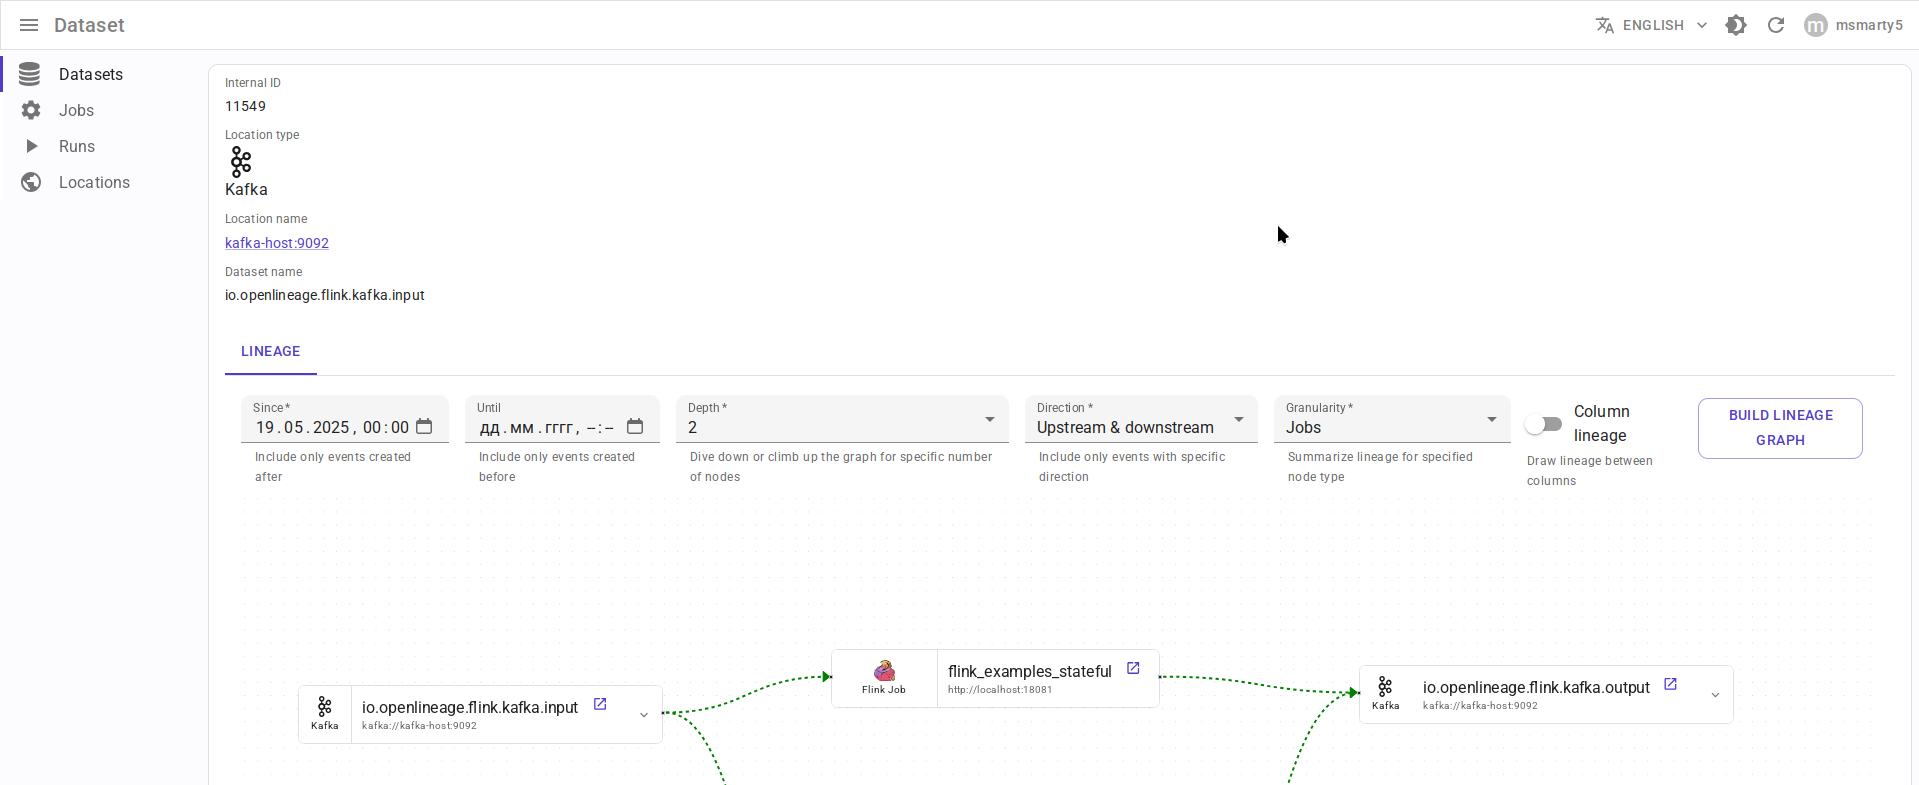 Dataset
ENGLISH
m
msmarty5
Datasets
Jobs
Runs
Locations
Internal ID
11549
Location type
Kafka
Location name
kafka-host:9092
Dataset name
io.openlineage.flink.kafka.input
LINEAGE
Since *
19.05.2025, 00:00
Include only events created
after
Until
дд.мм.гггг, --:--
Include only events created
before
Depth *
2
Dive down or climb up the graph for specific number
of nodes
Direction *
Upstream & downstream
Include only events with specific
direction
Granularity *
Jobs
Summarize lineage for specified
node type
Column
lineage
Draw lineage between
columns
BUILD LINEAGE
GRAPH
Kafka
io.openlineage.flink.kafka.input
kafka://kafka-host:9092
Flink Job
flink_examples_stateful
http://localhost:18081
Kafka
io.openlineage.flink.kafka.output
kafka://kafka-host:9092